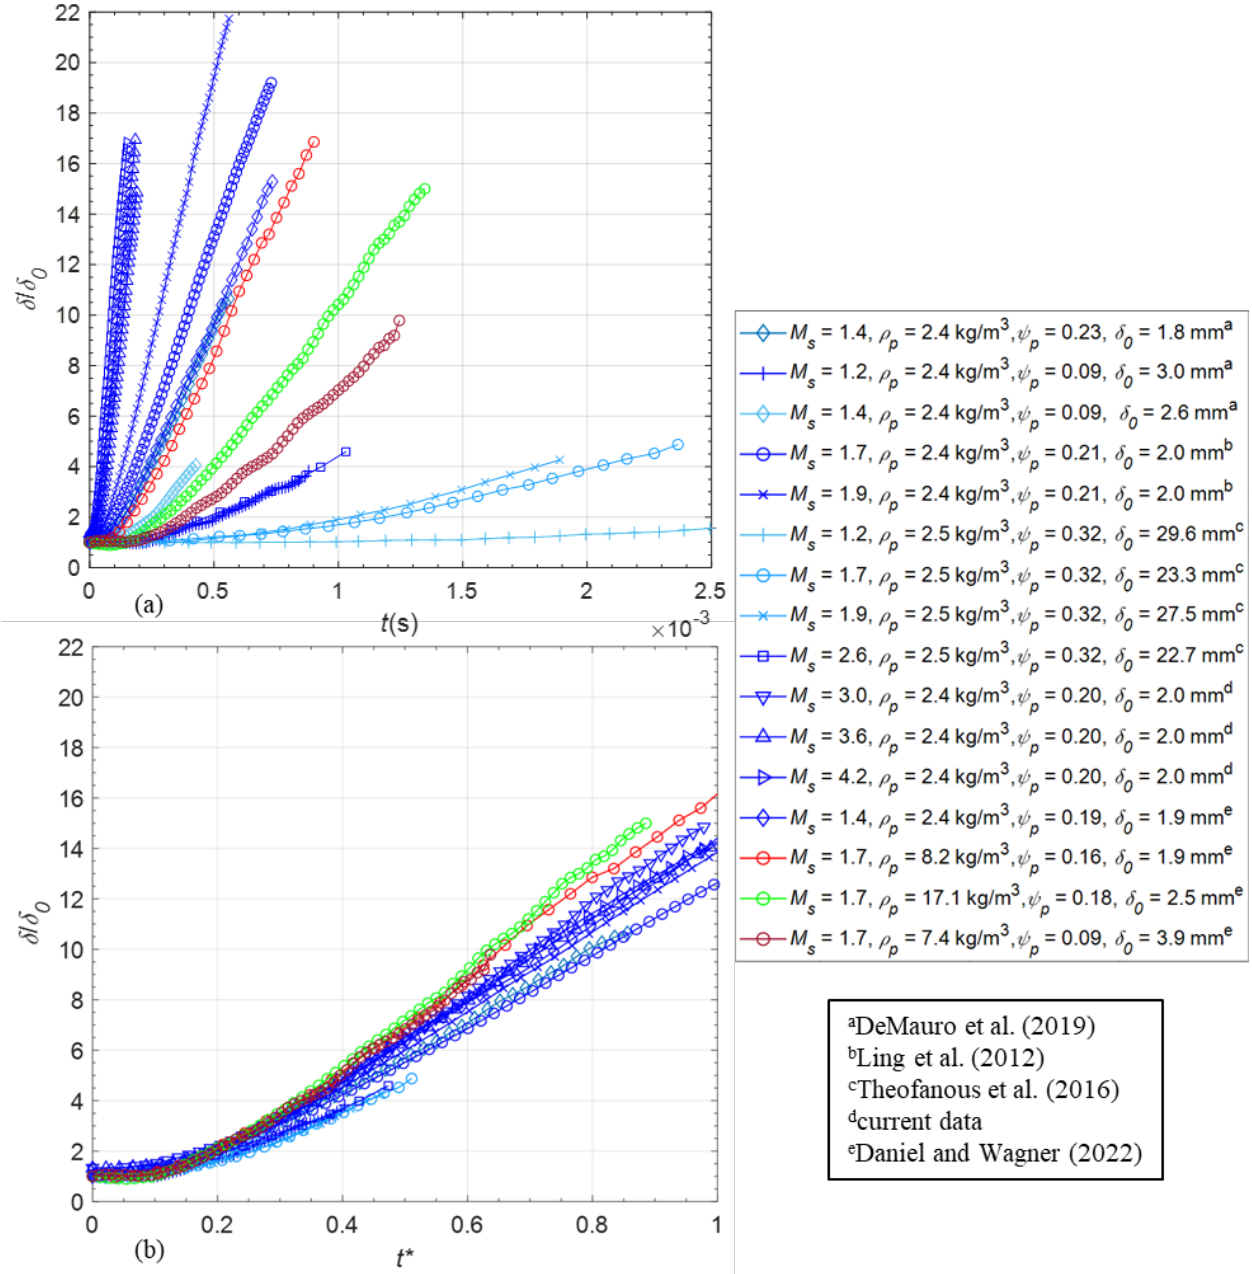 22
20
18
16
14
12
10
8
6
4
2
0
δ/δ0
0 0.5 1 1.5 2 2.5
(a)
t(s)
×10-3
22
20
18
16
14
12
10
8
6
4
2
0
δ/δ0
0 0.2 0.4 0.6 0.8 1
(b)
t*
Ms = 1.4, ρp = 2.4 kg/m3,ψp = 0.23, δ0 = 1.8 mma
Ms = 1.2, ρp = 2.4 kg/m3,ψp = 0.09, δ0 = 3.0 mma
Ms = 1.4, ρp = 2.4 kg/m3,ψp = 0.09, δ0 = 2.6 mma
Ms = 1.7, ρp = 2.4 kg/m3,ψp = 0.21, δ0 = 2.0 mmb
Ms = 1.9, ρp = 2.4 kg/m3,ψp = 0.21, δ0 = 2.0 mmb
Ms = 1.2, ρp = 2.5 kg/m3,ψp = 0.32, δ0 = 29.6 mmc
Ms = 1.7, ρp = 2.5 kg/m3,ψp = 0.32, δ0 = 23.3 mmc
Ms = 1.9, ρp = 2.5 kg/m3,ψp = 0.32, δ0 = 27.5 mmc
Ms = 2.6, ρp = 2.5 kg/m3,ψp = 0.32, δ0 = 22.7 mmc
Ms = 3.0, ρp = 2.4 kg/m3,ψp = 0.20, δ0 = 2.0 mmd
Ms = 3.6, ρp = 2.4 kg/m3,ψp = 0.20, δ0 = 2.0 mmd
Ms = 4.2, ρp = 2.4 kg/m3,ψp = 0.20, δ0 = 2.0 mmd
Ms = 1.4, ρp = 2.4 kg/m3,ψp = 0.19, δ0 = 1.9 mme
Ms = 1.7, ρp = 8.2 kg/m3,ψp = 0.16, δ0 = 1.9 mme
Ms = 1.7, ρp = 17.1 kg/m3,ψp = 0.18, δ0 = 2.5 mme
Ms = 1.7, ρp = 7.4 kg/m3,ψp = 0.09, δ0 = 3.9 mme
aDeMauro et al. (2019)
bLing et al. (2012)
cTheofanous et al. (2016)
dcurrent data
eDaniel and Wagner (2022)